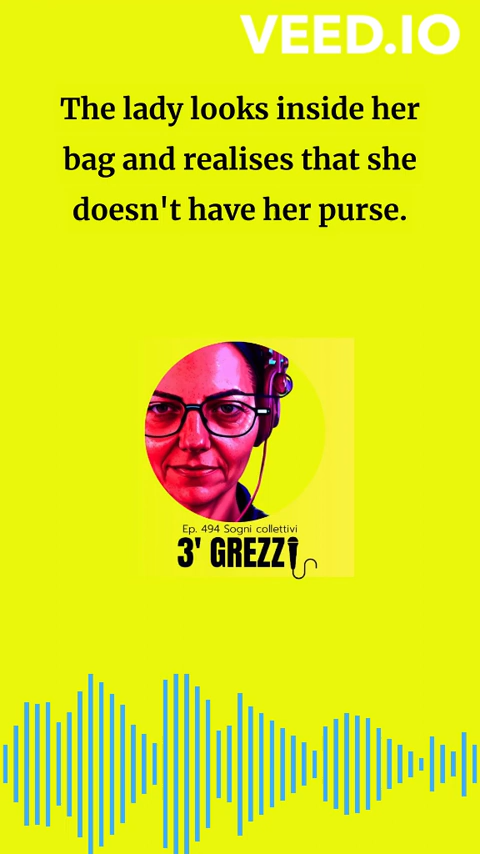 VEED.IO
The lady looks inside her
bag and realises that she
doesn't have her purse.
Ep. 494 Sogni collettivi
3' GREZZI